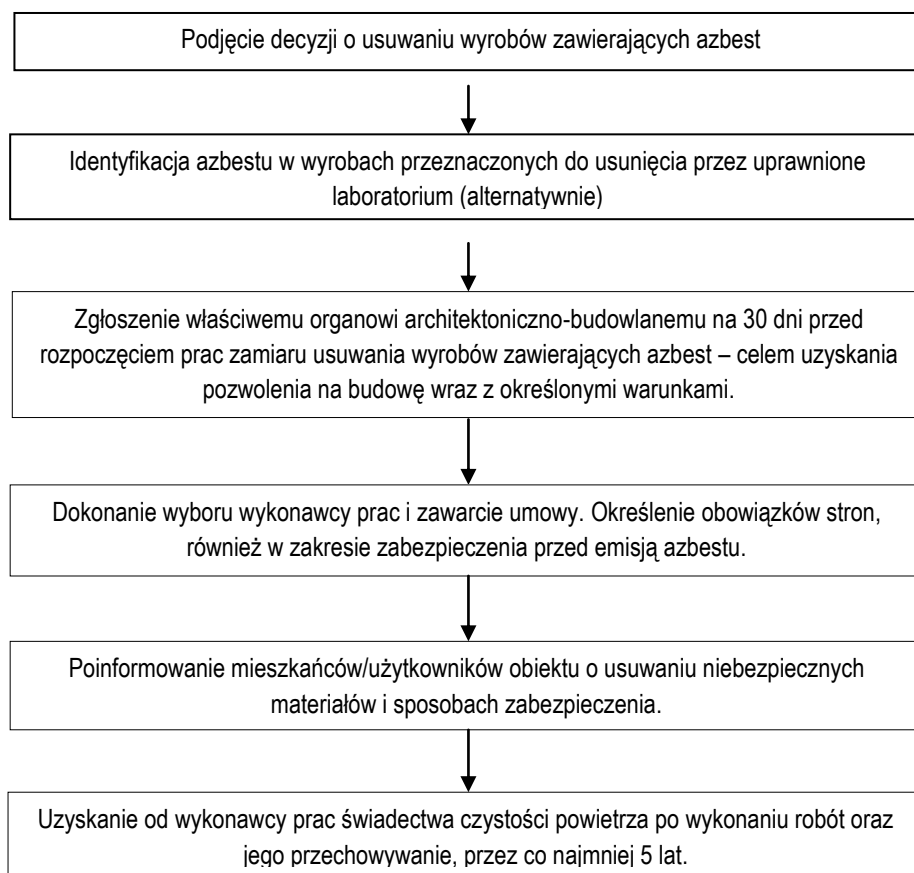 Podjęcie decyzji o usuwaniu wyrobów zawierających azbest
Identyfikacja azbestu w wyrobach przeznaczonych do usunięcia przez uprawnione
laboratorium (alternatywnie)
Zgłoszenie właściwemu organowi architektoniczno-budowlanemu na 30 dni przed
rozpoczęciem prac zamiaru usuwania wyrobów zawierających azbest – celem uzyskania
pozwolenia na budowę wraz z określonymi warunkami.
Dokonanie wyboru wykonawcy prac i zawarcie umowy. Określenie obowiązków stron,
również w zakresie zabezpieczenia przed emisją azbestu.
Poinformowanie mieszkańców/użytkowników obiektu o usuwaniu niebezpiecznych
materiałów i sposobach zabezpieczenia.
Uzyskanie od wykonawcy prac świadectwa czystości powietrza po wykonaniu robót oraz
jego przechowywanie, przez co najmniej 5 lat.